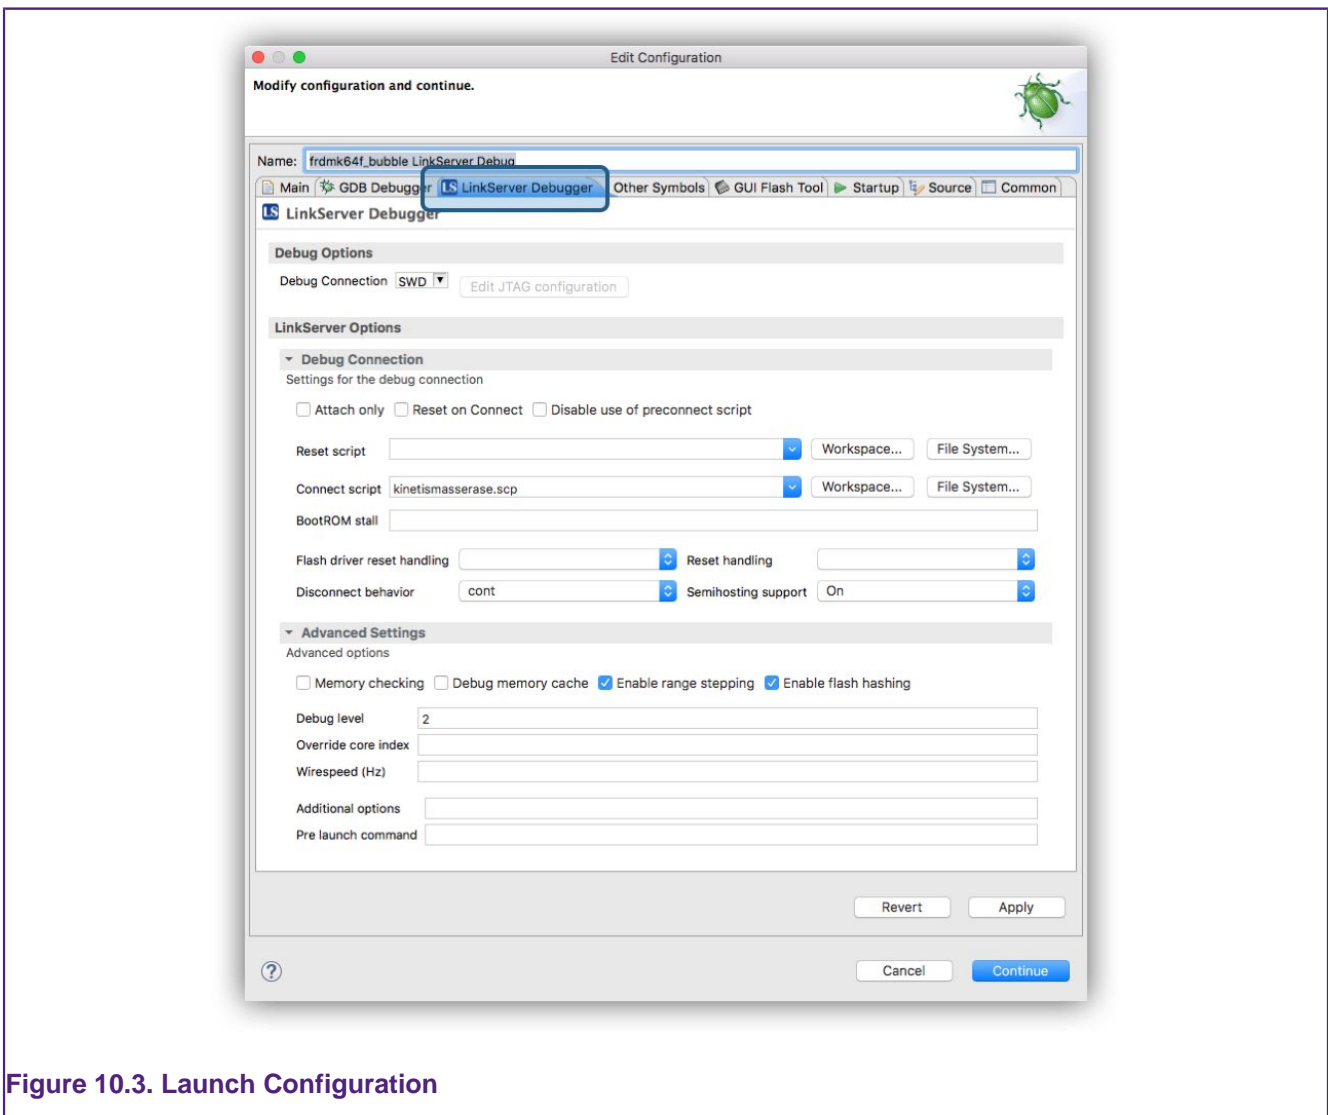 Edit Configuration
Modify configuration and continue.
Name: frdmk64f_bubble LinkServer Debug
Main GDB Debugger LS LinkServer Debugger Other Symbols GUI Flash Tool Startup Source Common
LS LinkServer Debugger
Debug Options
Debug Connection SWD Edit JTAG configuration
LinkServer Options
Debug Connection
Settings for the debug connection
Attach only Reset on Connect Disable use of preconnect script
Reset script Workspace... File System...
Connect script kinetismasserase.scp Workspace... File System...
BootROM stall
Flash driver reset handling Reset handling
Disconnect behavior cont Semihosting support On
Advanced Settings
Advanced options
Memory checking Debug memory cache Enable range stepping Enable flash hashing
Debug level 2
Override core index
Wirespeed (Hz)
Additional options
Pre launch command
Revert Apply
? Cancel Continue
Figure 10.3. Launch Configuration